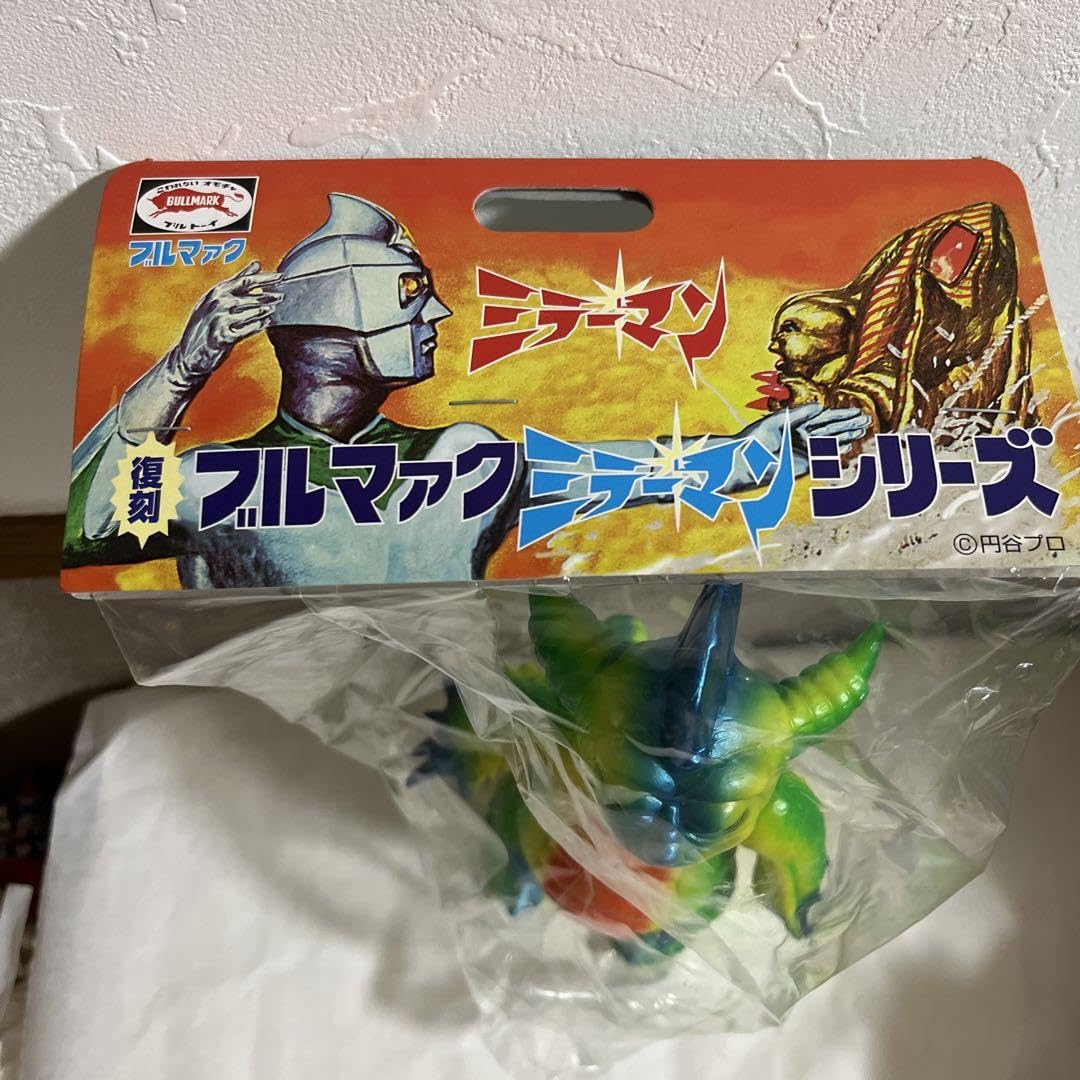 こわれない オモチャ
BULLMARK
ブルトーイ
ブルマァク
ミラーマン
復刻
ブルマァクミラーマンシリーズ
©円谷プロ